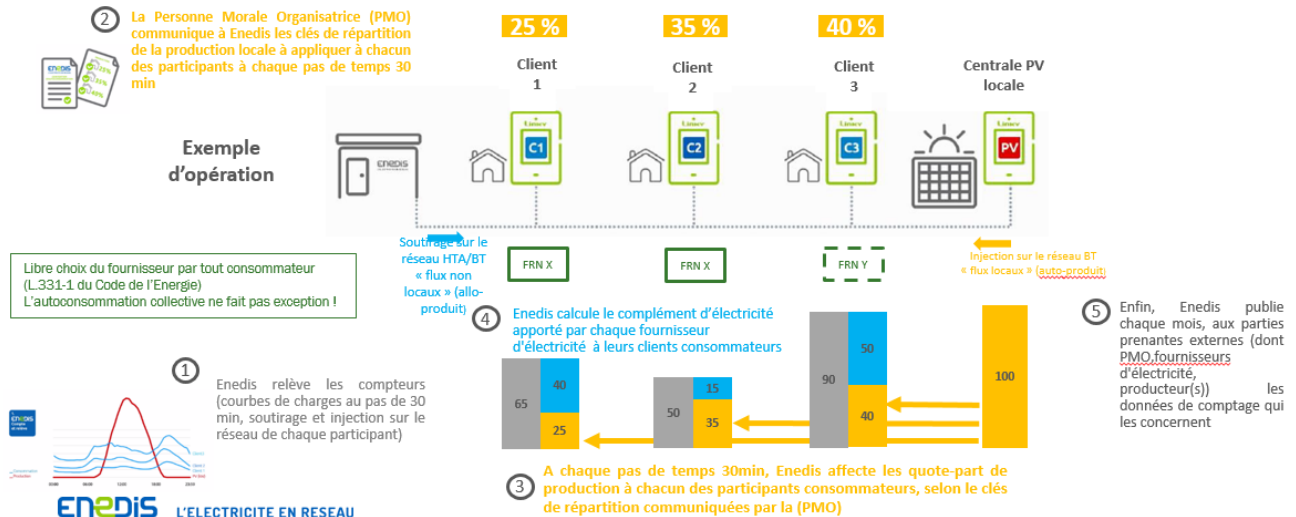 2
La Personne Morale Organisatrice (PMO)
communique à Enedis les clés de répartition
de la production locale à appliquer à chacun
des participants à chaque pas de temps 30
min
25 %
35 %
40 %
Client
1
Client
2
Client
3
Centrale PV
locale
Exemple
d'opération
ENEDIS
Linky
C1
Linky
C2
Linky
C3
Linky
PV
Soutirage sur le
réseau HTA/BT
« flux non
locaux » (allo-
produit)
FRN X
FRN X
FRN Y
Injection sur le réseau BT
« flux locaux » (auto-produit)
Libre choix du fournisseur par tout consommateur
(L.331-1 du Code de l'Energie)
L'autoconsommation collective ne fait pas exception !
4
Enedis calcule le complément d'électricité
apporté par chaque fournisseur
d'électricité à leurs clients consommateurs
5
Enfin, Enedis publie
chaque mois, aux parties
prenantes externes (dont
PMO,fournisseurs
d'électricité,
producteur(s)) les
données de comptage qui
les concernent
65
40
25
50
15
35
90
50
40
100
1
Enedis relève les compteurs
(courbes de charges au pas de 30
min, soutirage et injection sur le
réseau de chaque participant)
3
A chaque pas de temps 30min, Enedis affecte les quote-part de
production à chacun des participants consommateurs, selon le clés
de répartition communiquées par la (PMO)
ENEDIS
L'ELECTRICITE EN RESEAU